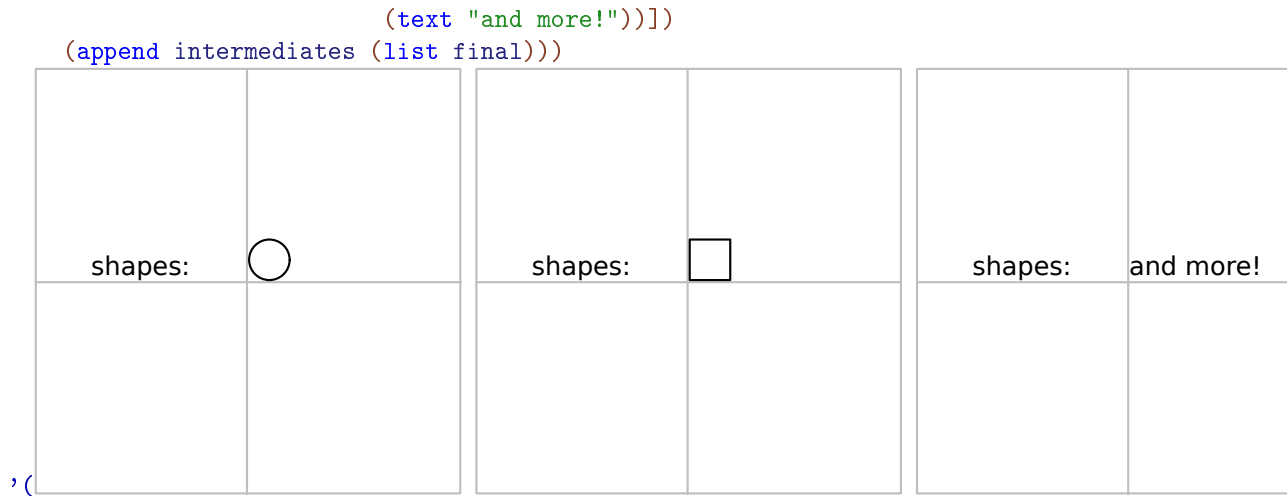 (text "and more!"))])
(append intermediates (list final)))
shapes:
shapes:
shapes: and more!
'(